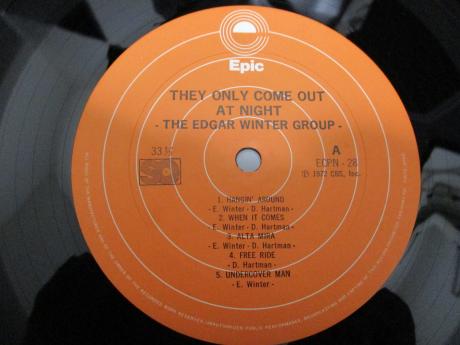 Epic
THEY ONLY COME OUT
AT NIGHT
- THE EDGAR WINTER GROUP -
33⅓
A
ECPN - 28
℗ 1972 CBS, Inc.
1. HANGIN' AROUND
- E. Winter - D. Hartman -
2. WHEN IT COMES
- E. Winter - D. Hartman -
3. ALTA MIRA
- E. Winter - D. Hartman -
4. FREE RIDE
- D. Hartman -
5. UNDERCOVER MAN
- E. Winter -